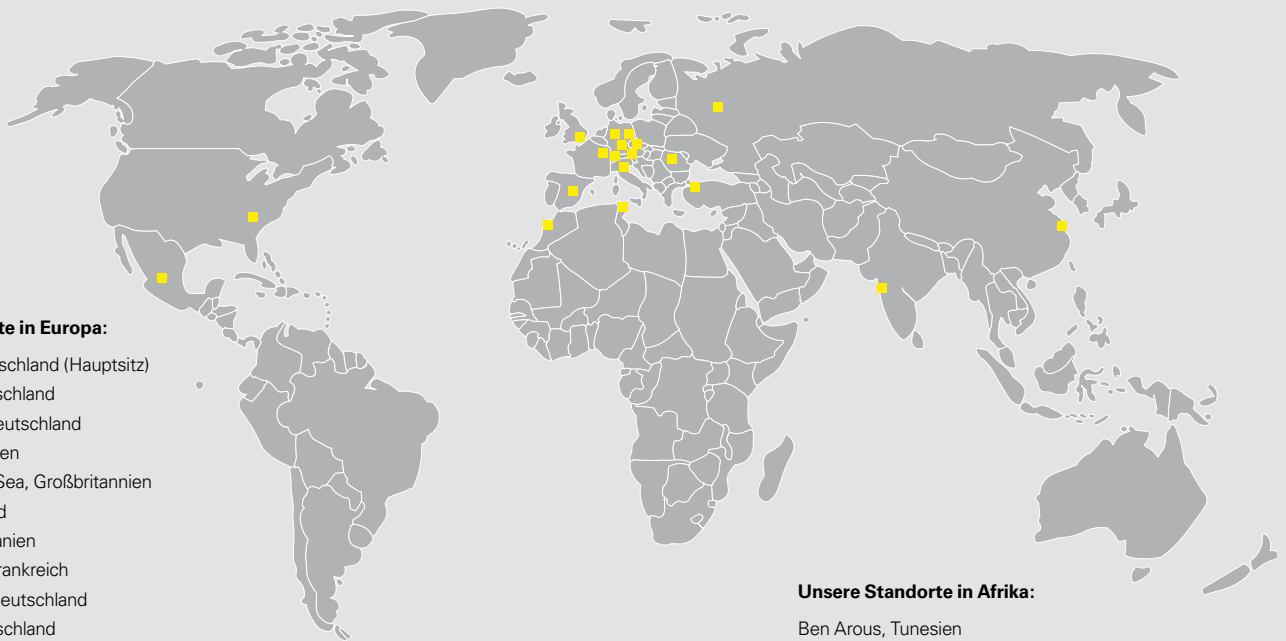 te in Europa:
schland (Hauptsitz)
schland
eutschland
en
Sea, Großbritannien
d
nien
rankreich
eutschland
schland
Unsere Standorte in Afrika:
Ben Arous, Tunesien